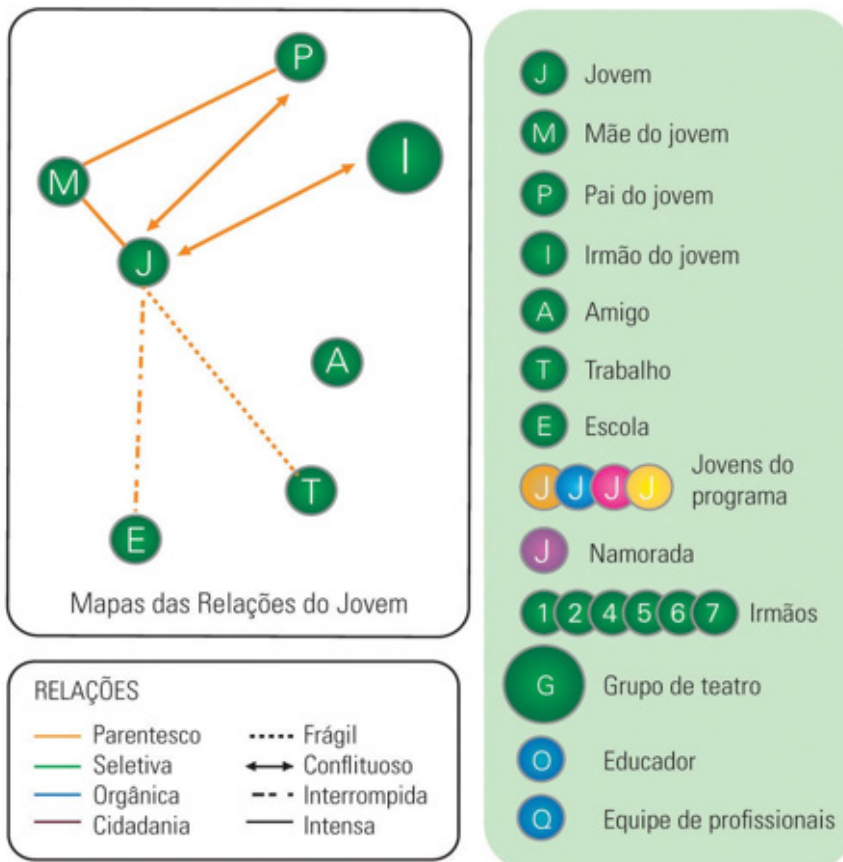 P
I
M
J
A
T
E
Mapas das Relações do Jovem
RELAÇÕES
Parentesco
Seletiva
Orgânica
Cidadania
Frágil
Conflituoso
Interrompida
Intensa
J Jovem
M Mãe do jovem
P Pai do jovem
I Irmão do jovem
A Amigo
T Trabalho
E Escola
J J J J Jovens do
programa
J Namorada
1 2 4 5 6 7 Irmãos
G Grupo de teatro
O Educador
Q Equipe de profissionais